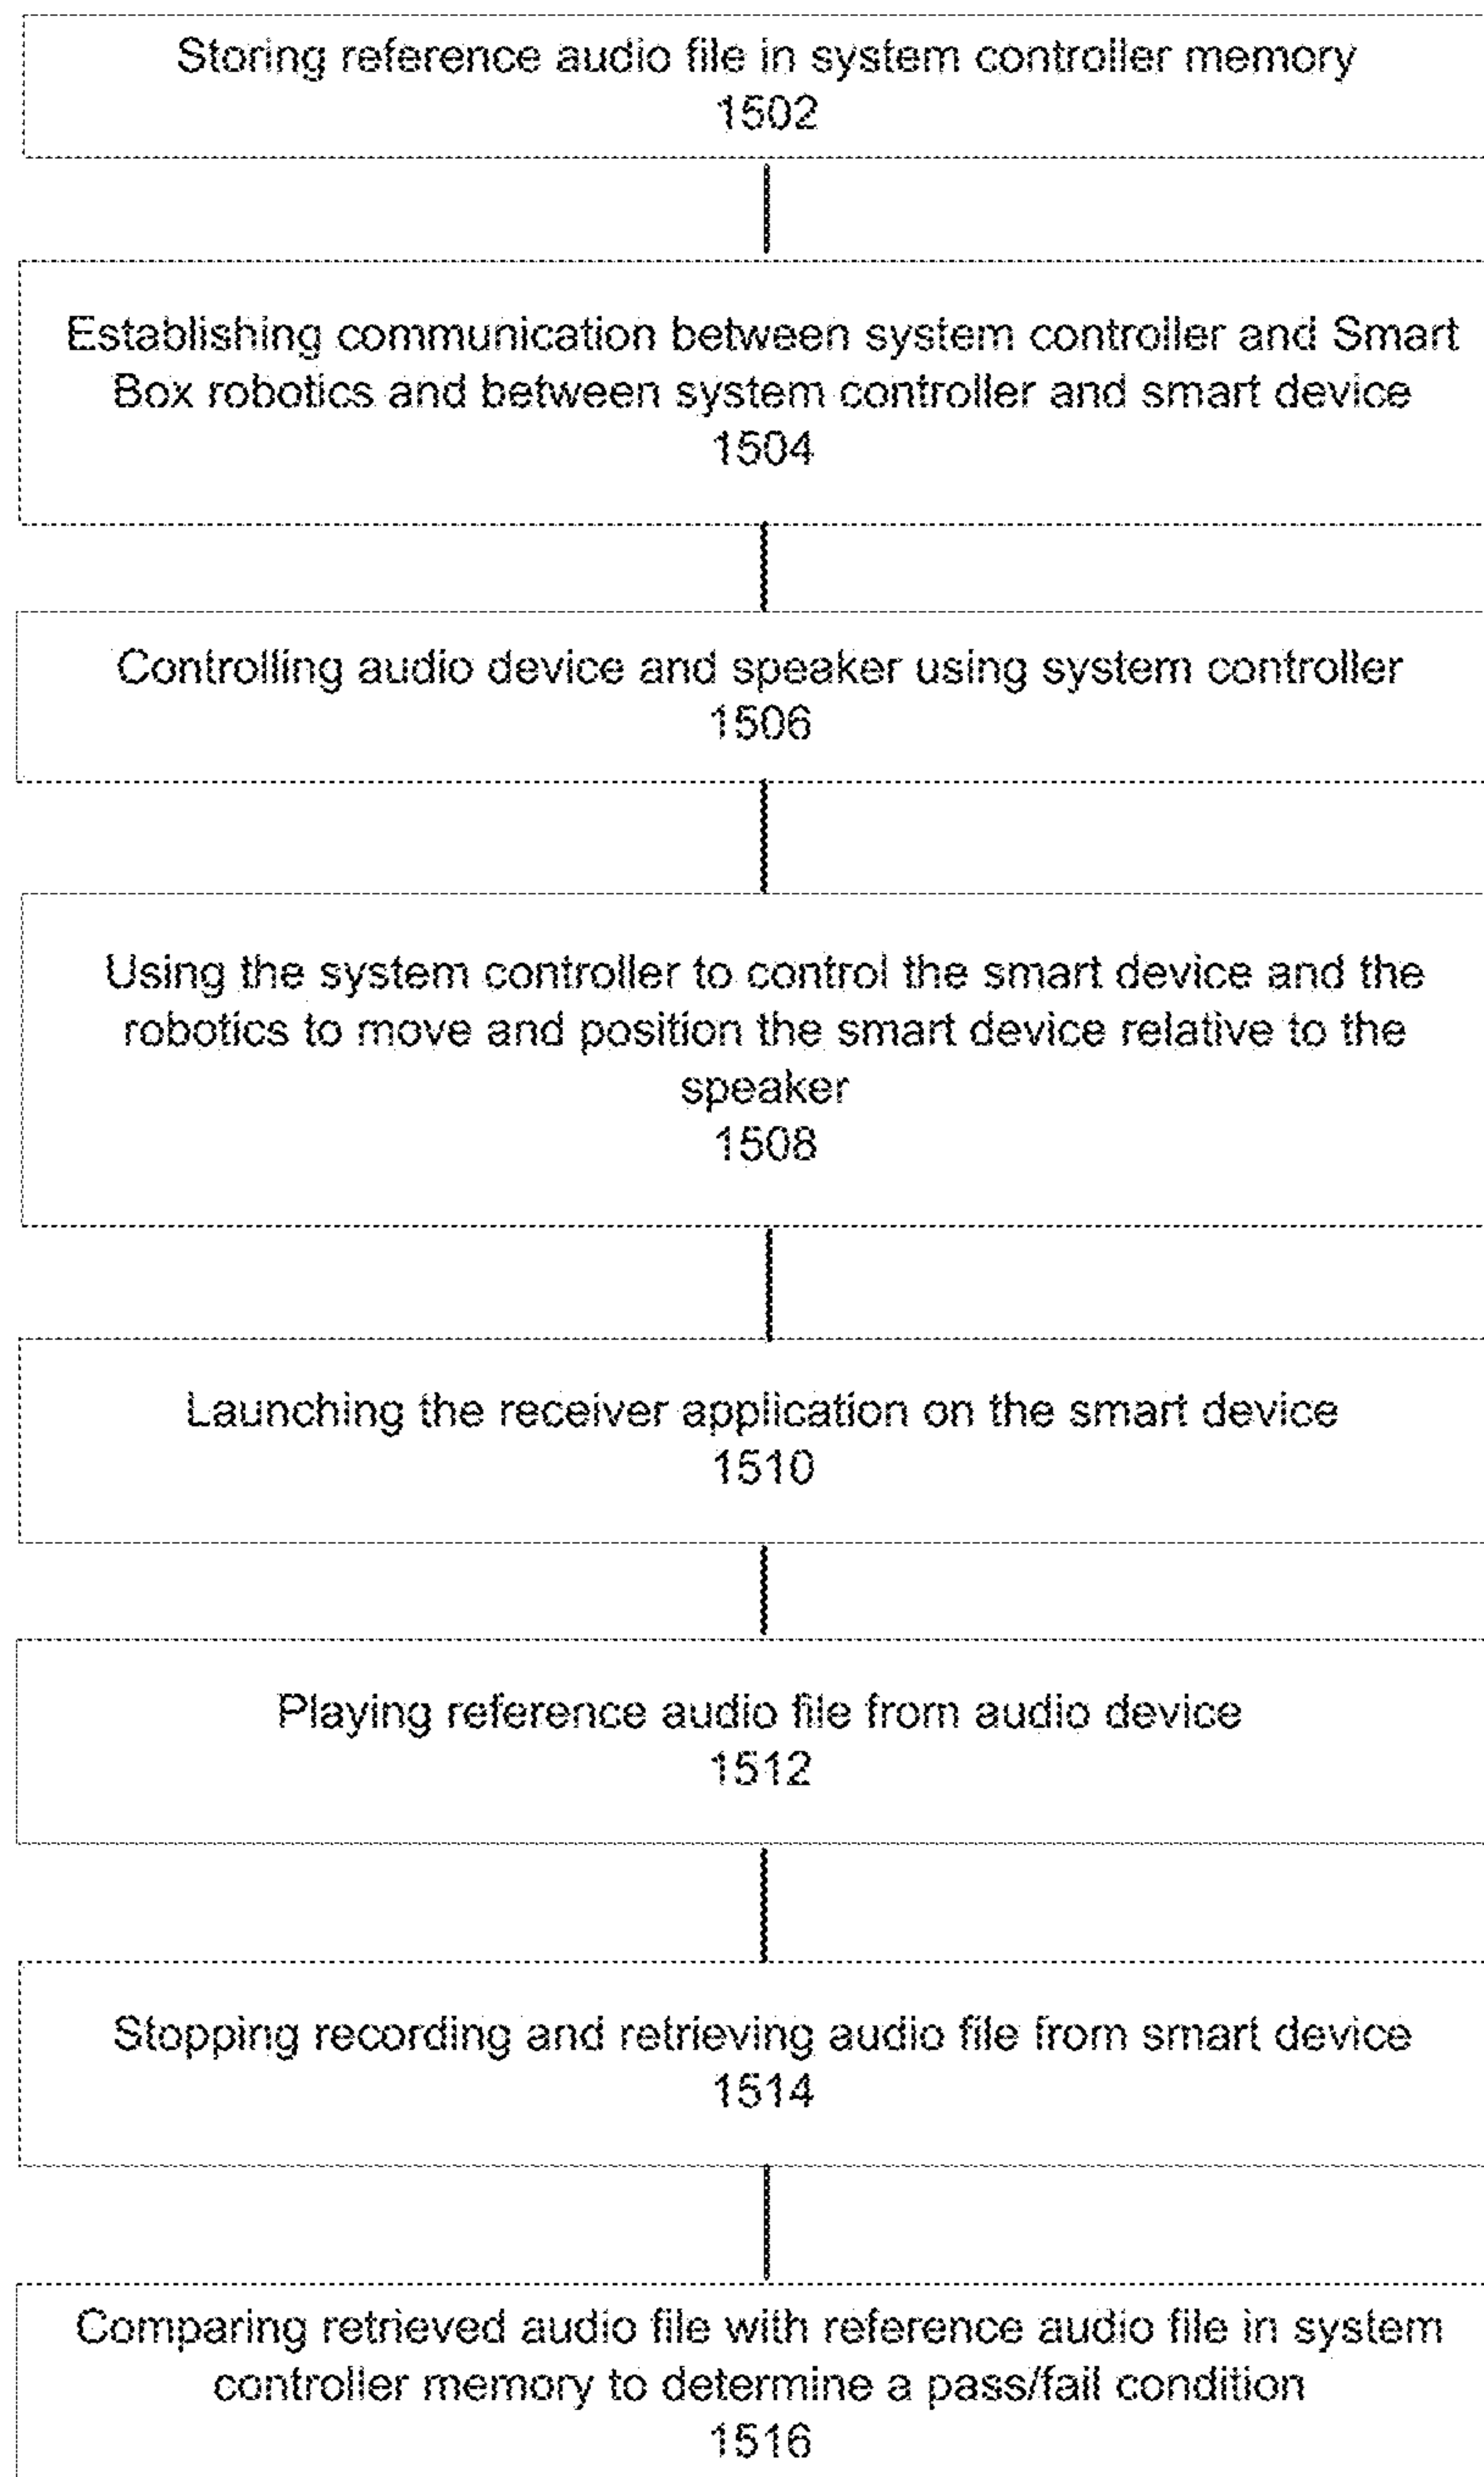 Storing reference audio file in system controller memory
1502
Establishing communication between system controller and Smart
Box robotics and between system controller and smart device
1504
Controlling audio device and speaker using system controller
1506
Using the system controller to control the smart device and the
robotics to move and position the smart device relative to the
speaker
1508
Launching the receiver application on the smart device
1510
Playing reference audio file from audio device
1512
Stopping recording and retrieving audio file from smart device
1514
Comparing retrieved audio file with reference audio file in system
controller memory to determine a pass/fail condition
1516